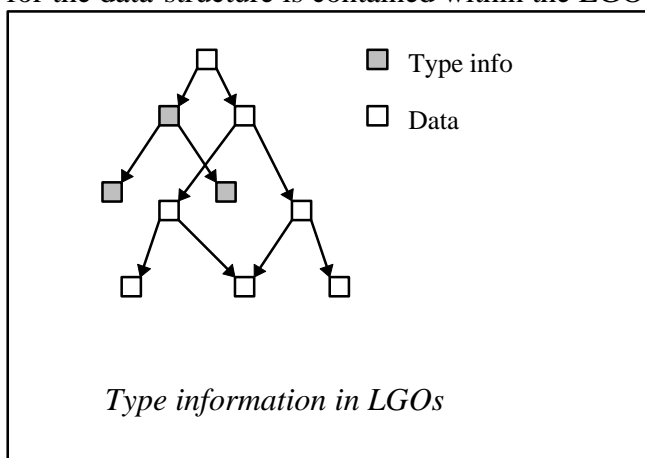 for the data-structure is contained within the LGO
Type info
Data
Type information in LGOs